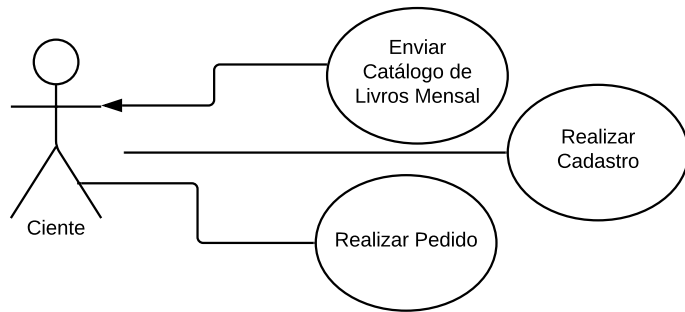 Enviar
Catálogo de
Livros Mensal
Realizar
Cadastro
Ciente
Realizar Pedido